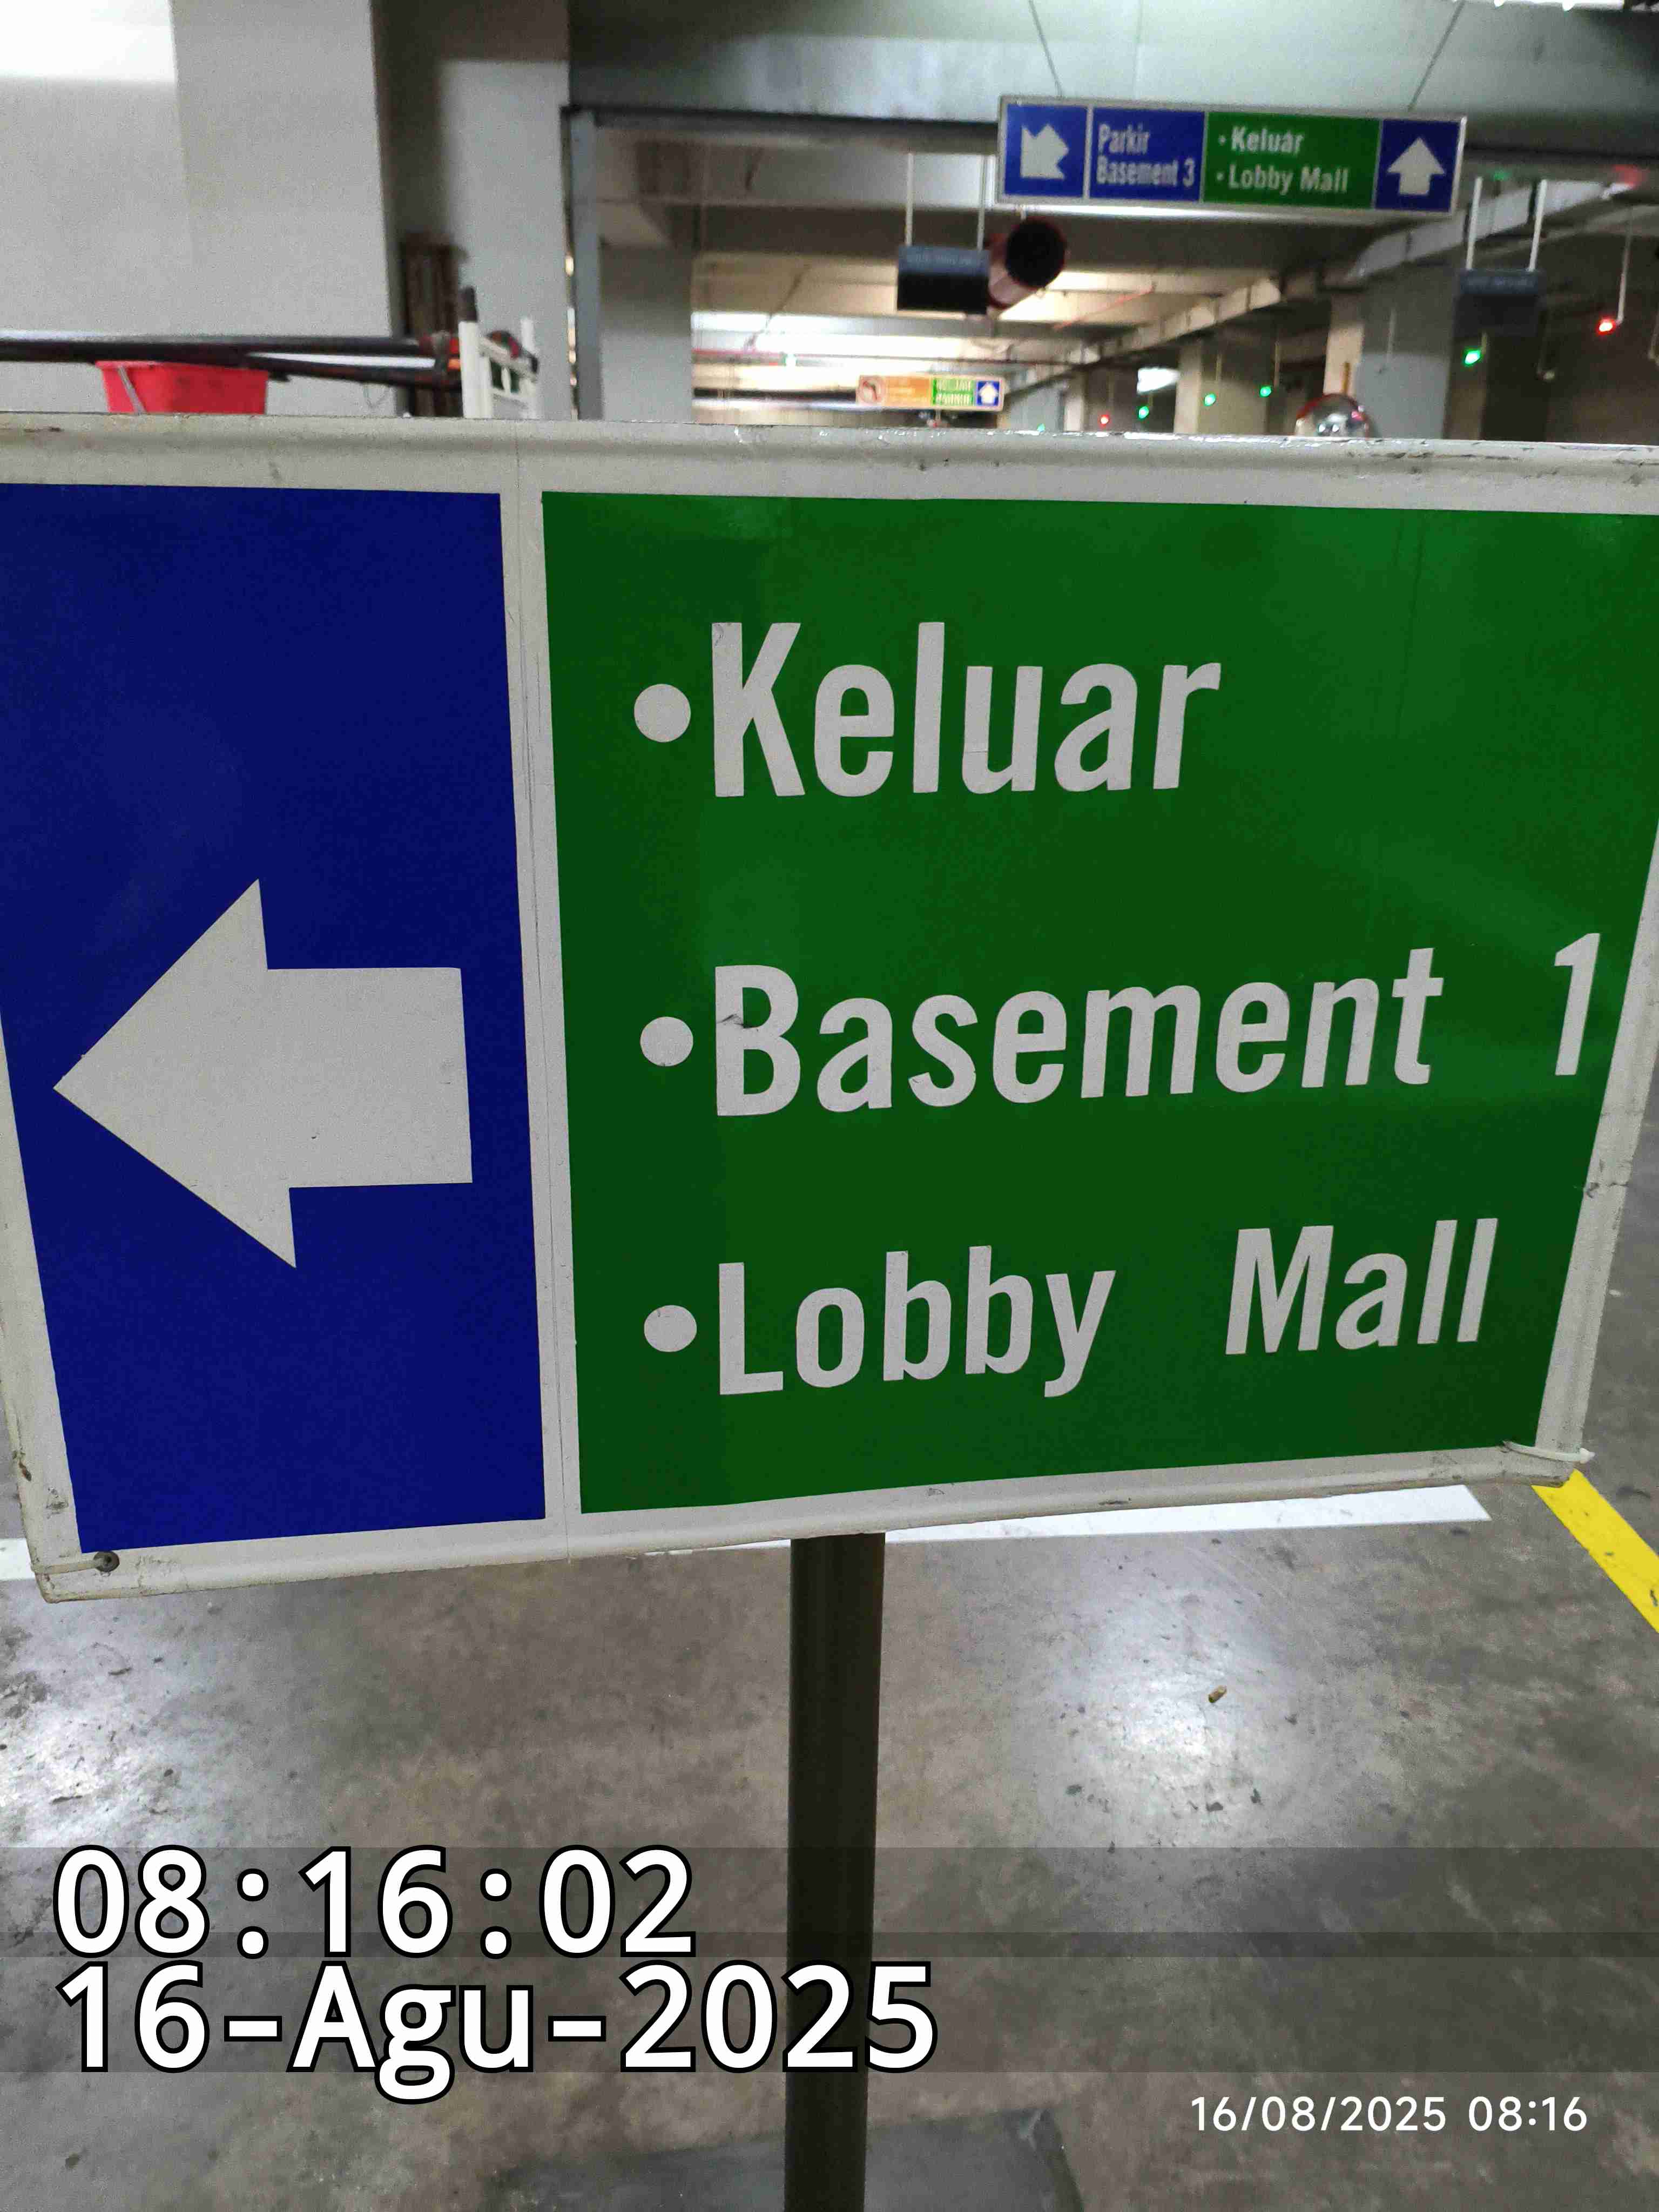 Parkir
Basement 3
• Keluar
• Lobby Mall
•Keluar
•Basement 1
•Lobby Mall
08:16:02
16-Agu-2025
16/08/2025 08:16